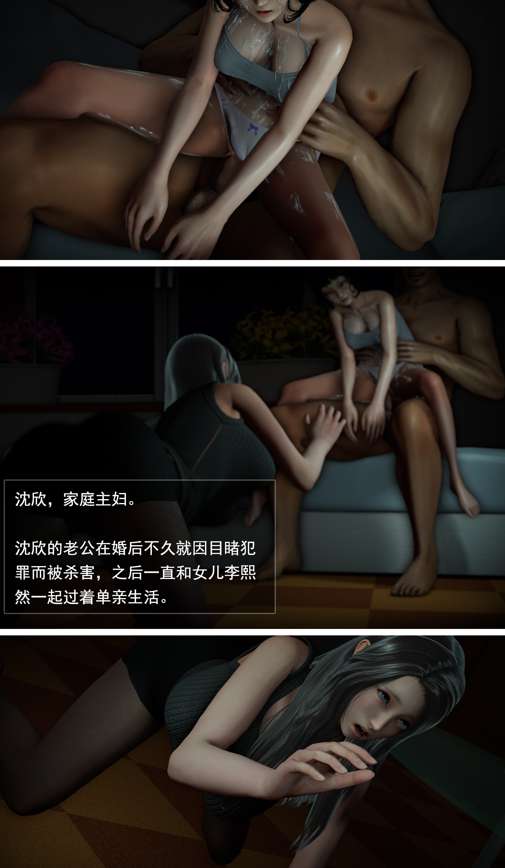 沈欣，家庭主妇。
沈欣的老公在婚后不久就因目睹犯
罪而被杀害，之后一直和女儿李熙
然一起过着单亲生活。